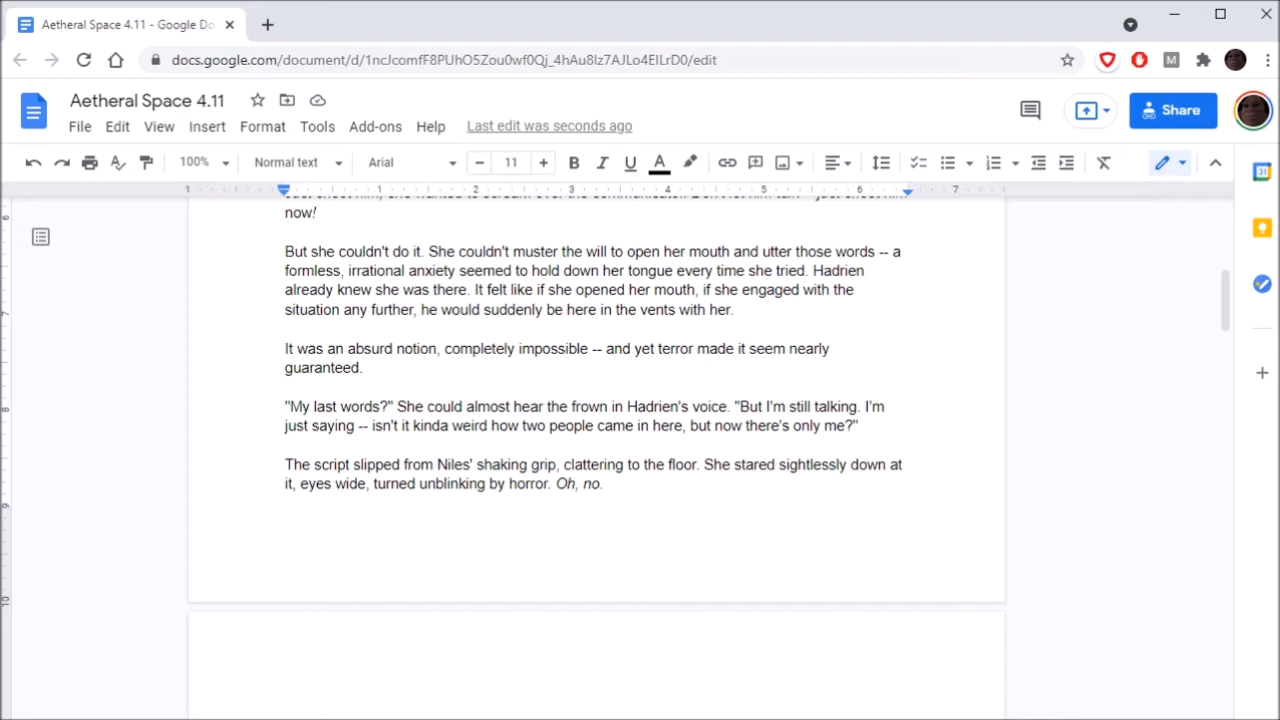 Aetheral Space 4.11 - Google Do
docs.google.com/document/d/1ncJcomfF8PUhO5Zou0wf0Qj_4hAu8lz7AJLo4EILrD0/edit
Aetheral Space 4.11
File Edit View Insert Format Tools Add-ons Help Last edit was seconds ago
Share
100% Normal text Arial 11
1 1 2 3 4 5 6 7
now!
But she couldn't do it. She couldn't muster the will to open her mouth and utter those words -- a
formless, irrational anxiety seemed to hold down her tongue every time she tried. Hadrien
already knew she was there. It felt like if she opened her mouth, if she engaged with the
situation any further, he would suddenly be here in the vents with her.
It was an absurd notion, completely impossible -- and yet terror made it seem nearly
guaranteed.
"My last words?" She could almost hear the frown in Hadrien's voice. "But I'm still talking. I'm
just saying -- isn't it kinda weird how two people came in here, but now there's only me?"
The script slipped from Niles' shaking grip, clattering to the floor. She stared sightlessly down at
it, eyes wide, turned unblinking by horror. Oh, no.